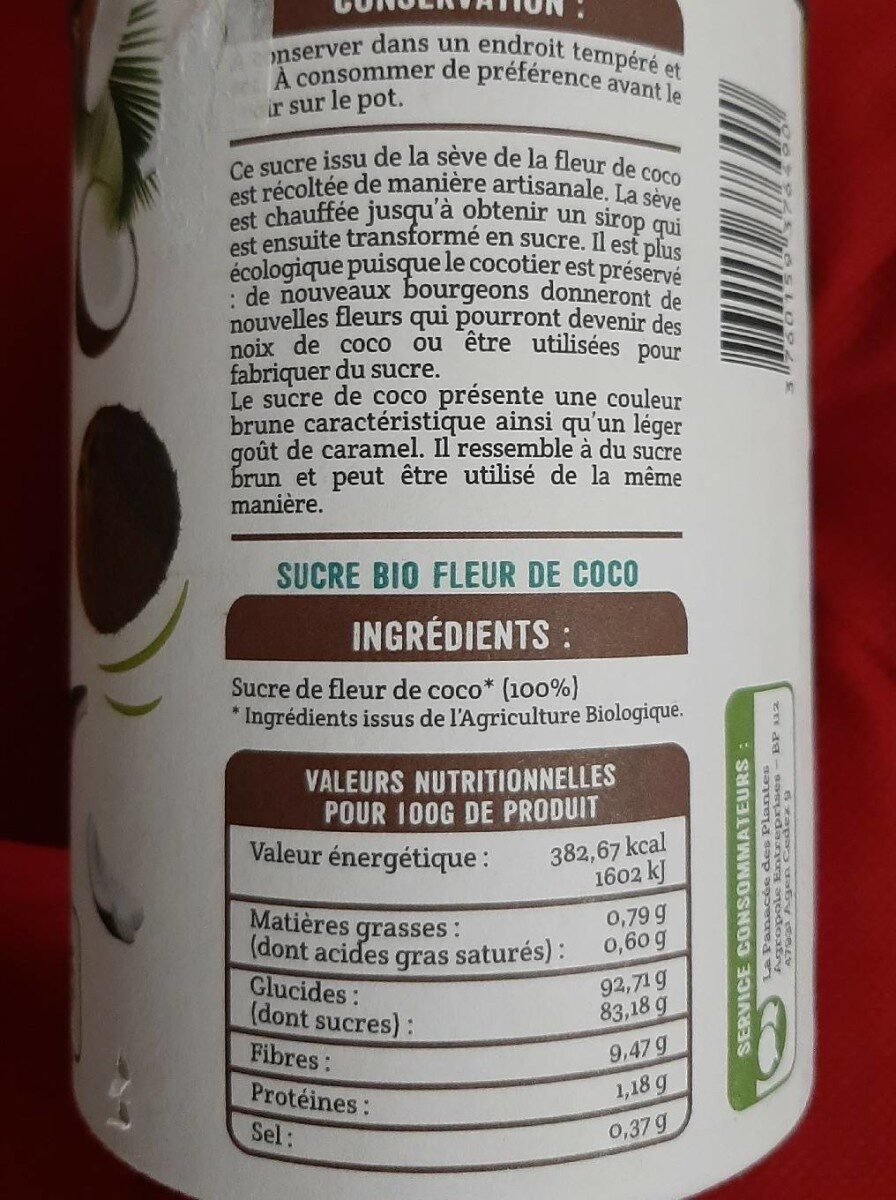 CONSERVATION :
conserver dans un endroit tempéré et
À consommer de préférence avant le
sur le pot.
Ce sucre issu de la sève de la fleur de coco
est récoltée de manière artisanale. La sève
est chauffée jusqu'à obtenir un sirop qui
est ensuite transformé en sucre. Il est plus
écologique puisque le cocotier est préservé
: de nouveaux bourgeons donneront de
nouvelles fleurs qui pourront devenir des
noix de coco ou être utilisées pour
fabriquer du sucre.
Le sucre de coco présente une couleur
brune caractéristique ainsi qu'un léger
goût de caramel. Il ressemble à du sucre
brun et peut être utilisé de la même
manière.
SUCRE BIO FLEUR DE COCO
INGRÉDIENTS :
Sucre de fleur de coco* (100%)
* Ingrédients issus de l'Agriculture Biologique.
VALEURS NUTRITIONNELLES
POUR 100G DE PRODUIT
Valeur énergétique : 382,67 kcal
1602 kJ
Matières grasses : 0,79 g
(dont acides gras saturés) : 0,60 g
Glucides : 92,71 g
(dont sucres) : 83,18 g
Fibres : 9,47 g
Protéines : 1,18 g
Sel : 0,37 g
SERVICE CONSOMMATEURS :
La Panacée des Plantes
Agropole Entreprises - BP 112
47931 Agen Cedex 9